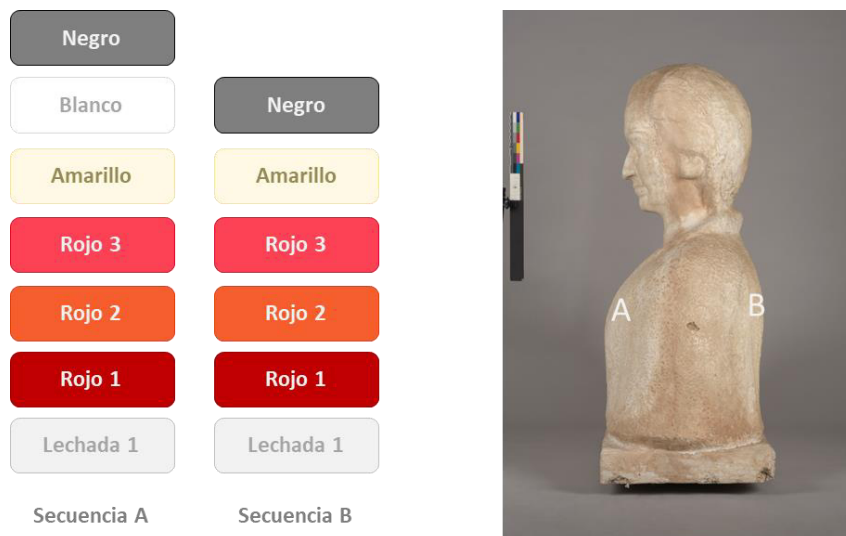 Negro
Blanco
Negro
Amarillo
Amarillo
Rojo 3
Rojo 3
Rojo 2
Rojo 2
Rojo 1
Rojo 1
Lechada 1
Lechada 1
Secuencia A
Secuencia B
A
B